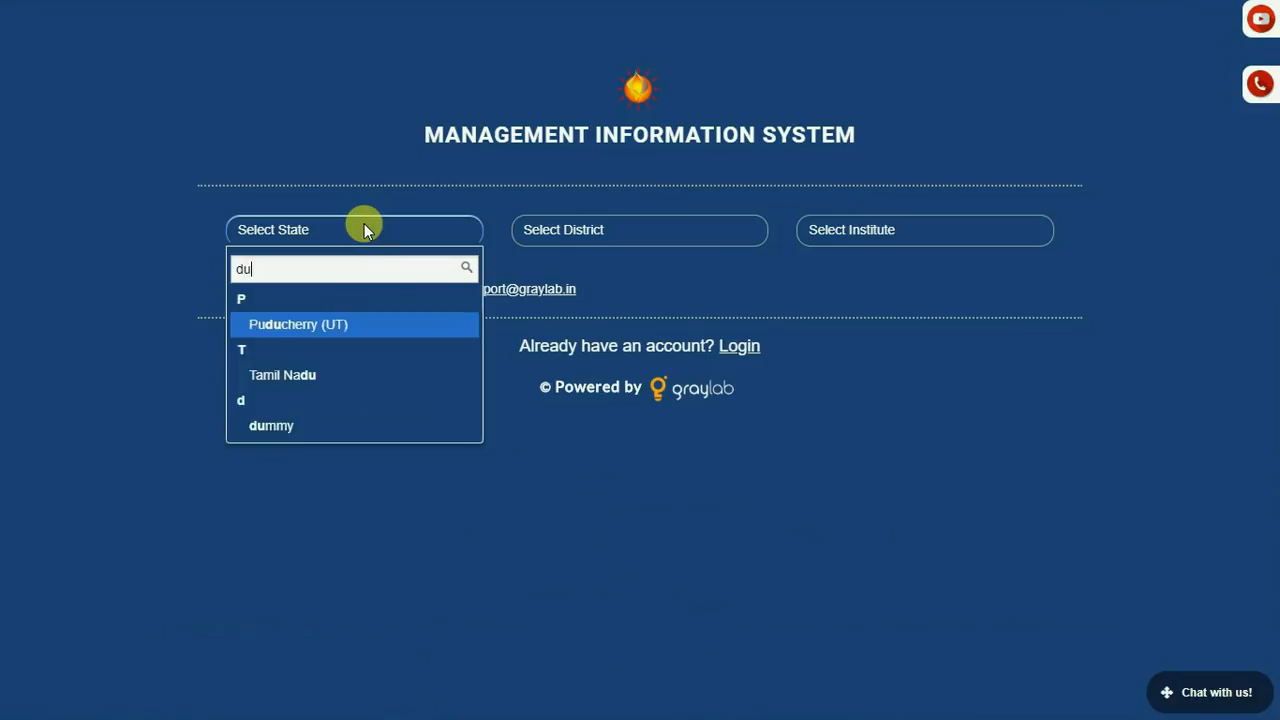 MANAGEMENT INFORMATION SYSTEM
Select State
Select District
Select Institute
du
P
Puducherry (UT)
T
Tamil Nadu
d
dummy
port@graylab.in
Already have an account? Login
© Powered by graylab
Chat with us!